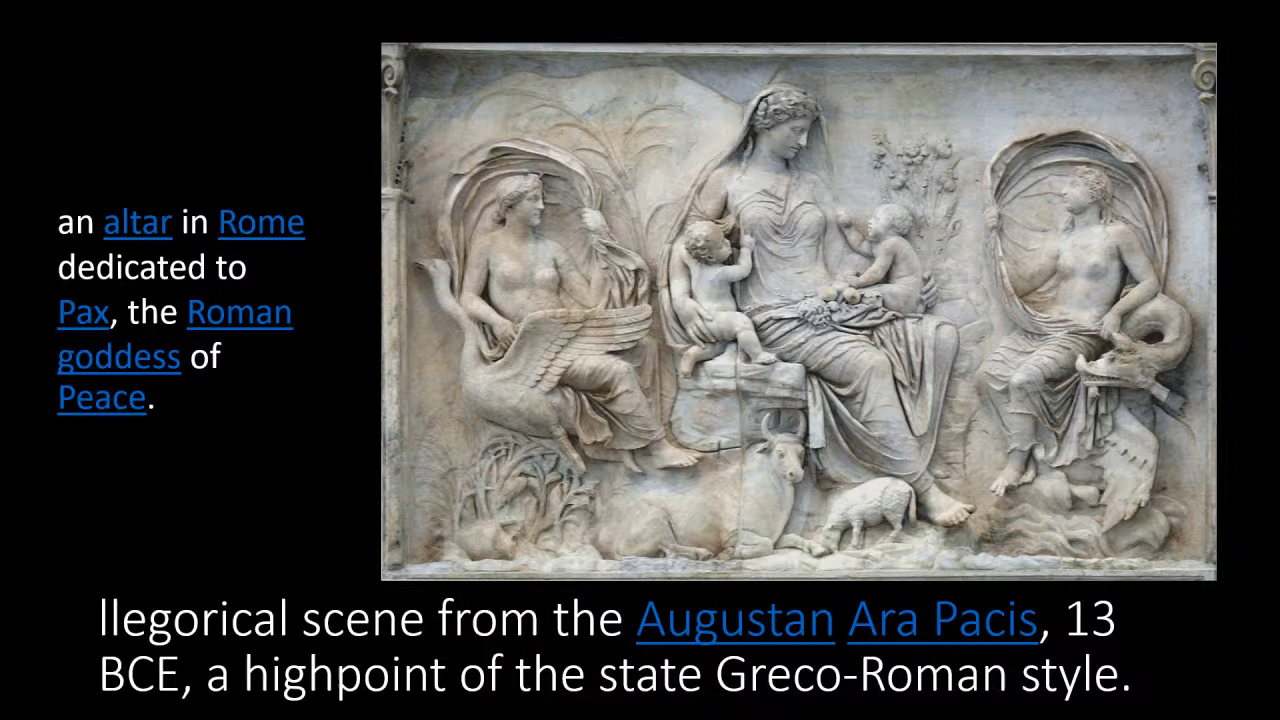 an altar in Rome
dedicated to
Pax, the Roman
goddess of
Peace.
llegorical scene from the Augustan Ara Pacis, 13
BCE, a highpoint of the state Greco-Roman style.